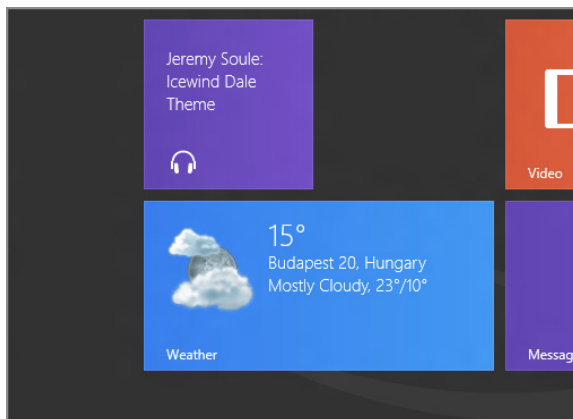 Jeremy Soule:
Icewind Dale
Theme
Video
15°
Budapest 20, Hungary
Mostly Cloudy, 23°/10°
Weather
Messag